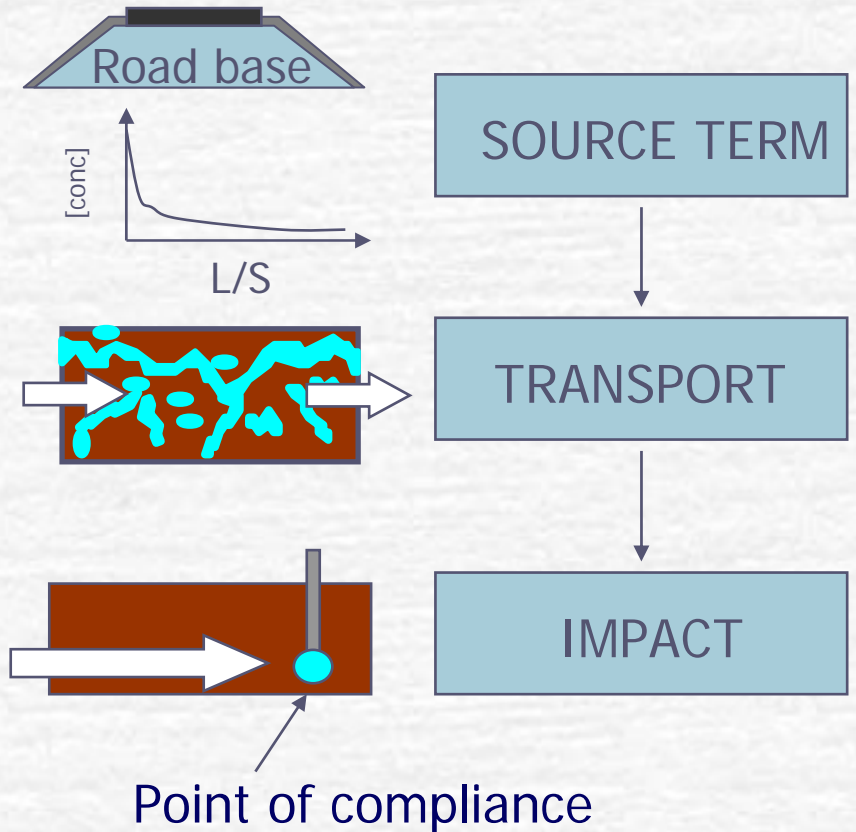 Road base
SOURCE TERM
[conc]
L/S
TRANSPORT
IMPACT
Point of compliance